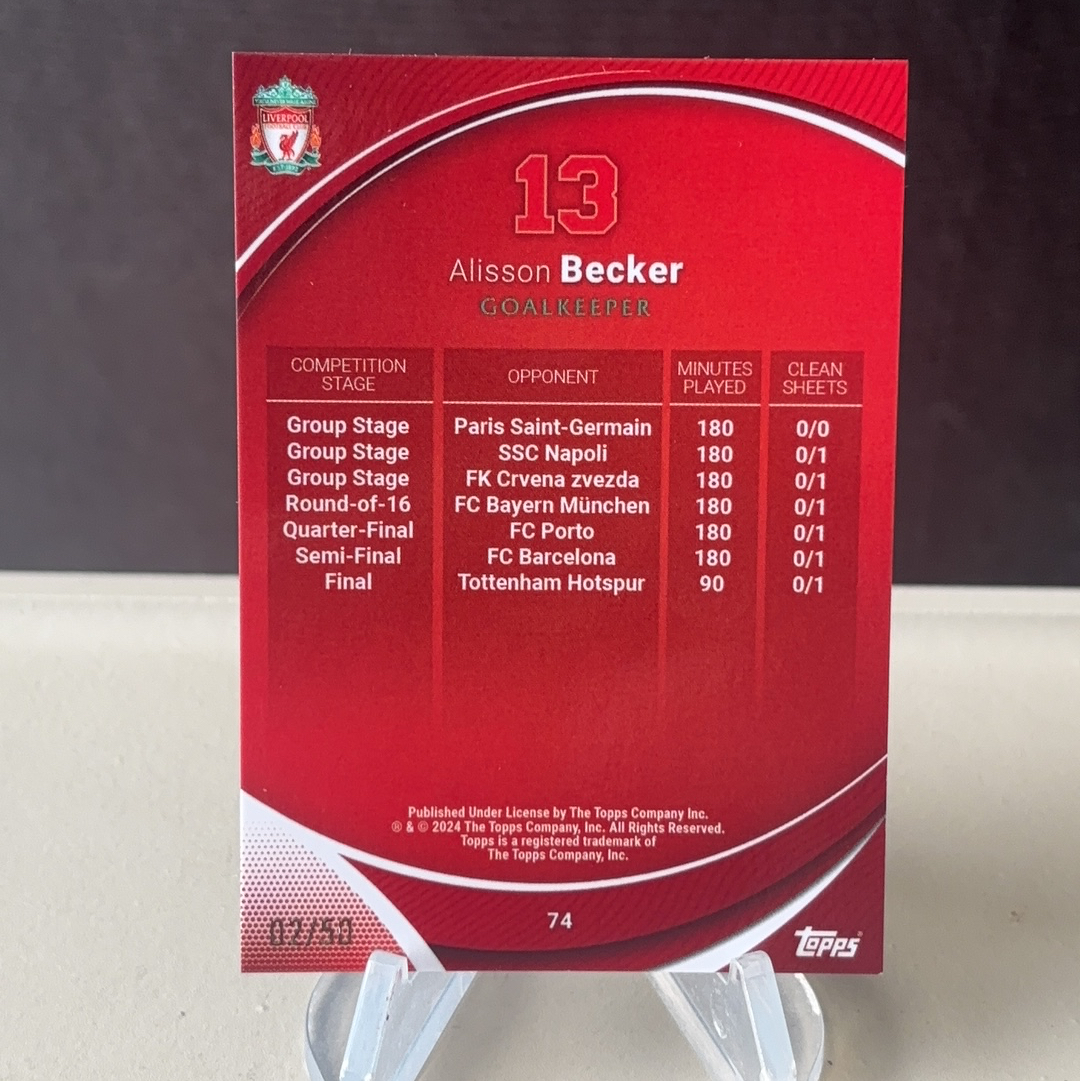 LIVERPOOL
13
Alisson Becker
GOALKEEPER
COMPETITION STAGE OPPONENT MINUTES PLAYED CLEAN SHEETS
Group Stage Paris Saint-Germain 180 0/0
Group Stage SSC Napoli 180 0/1
Group Stage FK Crvena zvezda 180 0/1
Round-of-16 FC Bayern München 180 0/1
Quarter-Final FC Porto 180 0/1
Semi-Final FC Barcelona 180 0/1
Final Tottenham Hotspur 90 0/1
Published Under License by The Topps Company Inc.
® & © 2024 The Topps Company, Inc. All Rights Reserved.
Topps is a registered trademark of
The Topps Company, Inc.
02/50
74
TOPPS